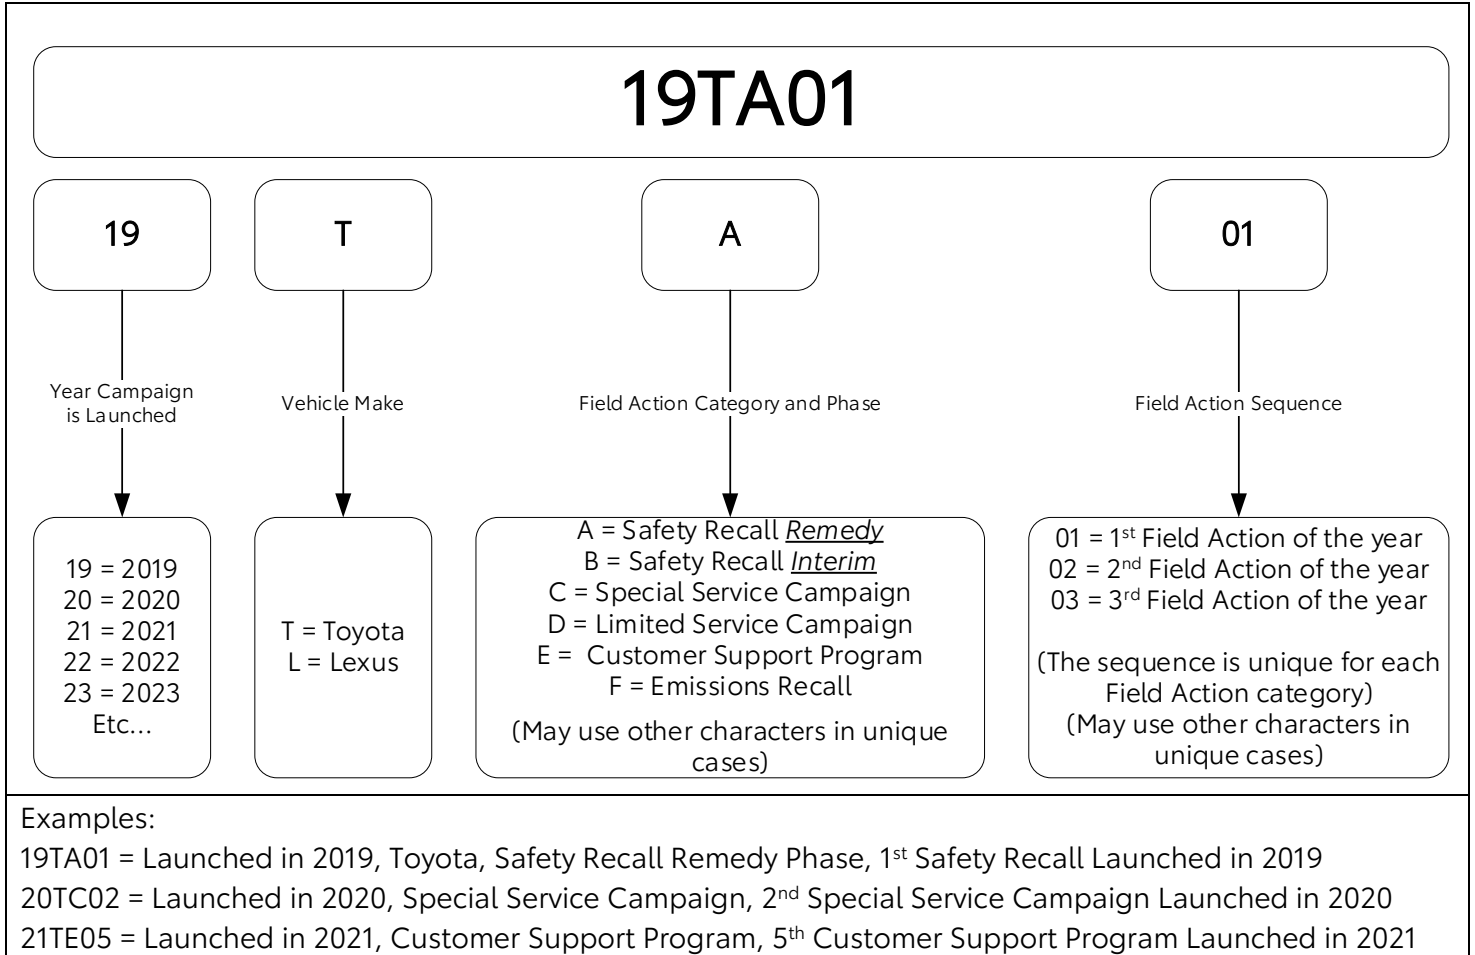 19TA01
19
T
A
01
Year Campaign
is Launched
Vehicle Make
Field Action Category and Phase
Field Action Sequence
19 = 2019
20 = 2020
21 = 2021
22 = 2022
23 = 2023
Etc...
T = Toyota
L = Lexus
A = Safety Recall Remedy
B = Safety Recall Interim
C = Special Service Campaign
D = Limited Service Campaign
E =  Customer Support Program
F = Emissions Recall
(May use other characters in unique
cases)
01 = 1st Field Action of the year
02 = 2nd Field Action of the year
03 = 3rd Field Action of the year
(The sequence is unique for each
Field Action category)
(May use other characters in
unique cases)
Examples:
19TA01 = Launched in 2019, Toyota, Safety Recall Remedy Phase, 1st Safety Recall Launched in 2019
20TC02 = Launched in 2020, Special Service Campaign, 2nd Special Service Campaign Launched in 2020
21TE05 = Launched in 2021, Customer Support Program, 5th Customer Support Program Launched in 2021